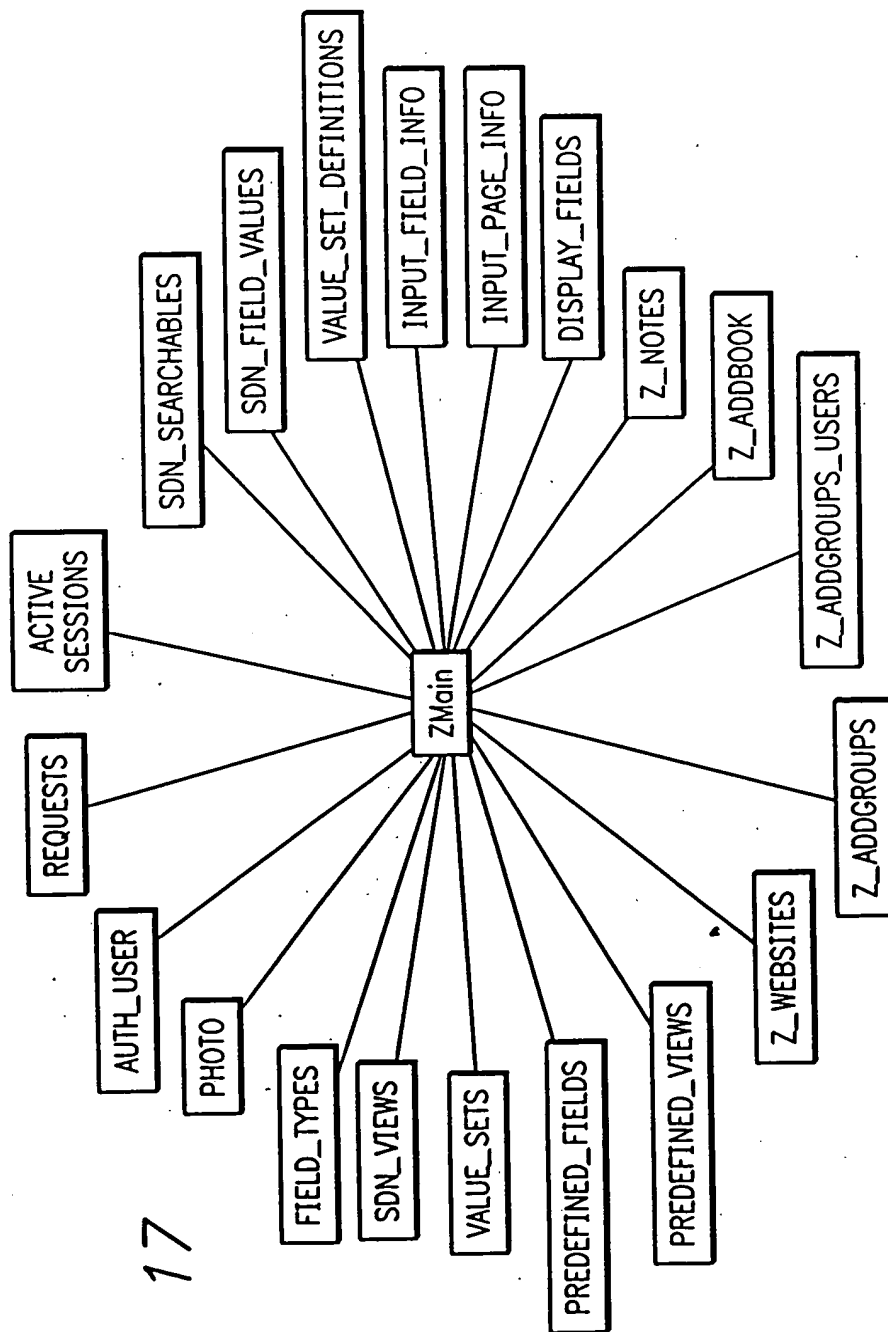 17
ACTIVE
SESSIONS
REQUESTS
AUTH_USER
PHOTO
FIELD_TYPES
SDN_VIEWS
VALUE_SETS
PREDEFINED_FIELDS
PREDEFINED_VIEWS
Z_WEBSITES
Z_ADDGROUPS
ZMain
SDN_SEARCHABLES
SDN_FIELD_VALUES
VALUE_SET_DEFINITIONS
INPUT_FIELD_INFO
INPUT_PAGE_INFO
DISPLAY_FIELDS
Z_NOTES
Z_ADDBOOK
Z_ADDGROUPS_USERS